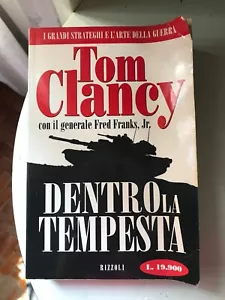 I GRANDI STRATEGHI E L'ARTE DELLA GUERRA
Tom
Clancy
con il generale Fred Franks, Jr.
DENTRO LA
TEMPESTA
RIZZOLI
L. 19.900